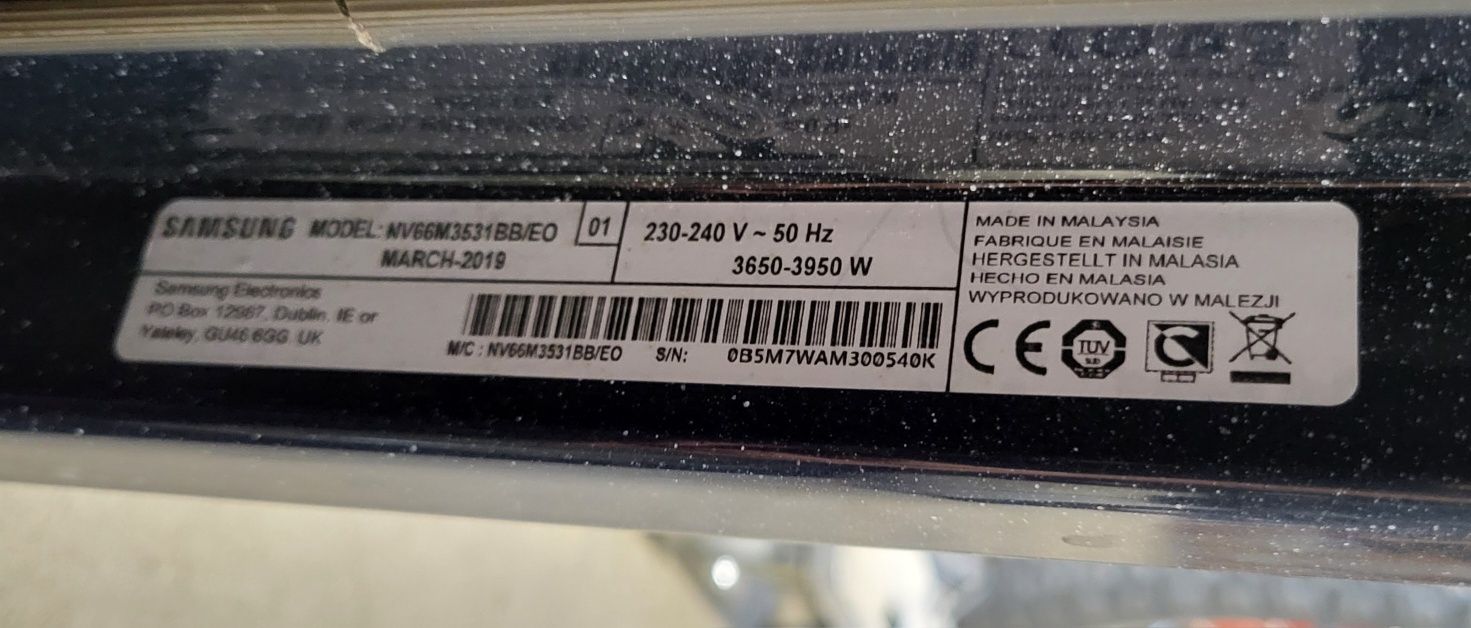 SAMSUNG MODEL: NV66M3531BB/EO 01
MARCH-2019
230-240 V ~ 50 Hz
3650-3950 W
Samsung Electronics
PO Box 12987, Dublin, IE or
Yateley, GU46 6GG, UK
M/C : NV66M3531BB/EO S/N: 0B5M7WAM300540K
MADE IN MALAYSIA
FABRIQUE EN MALAISIE
HERGESTELLT IN MALASIA
HECHO EN MALASIA
WYPRODUKOWANO W MALEZJI
CE TUV SUD